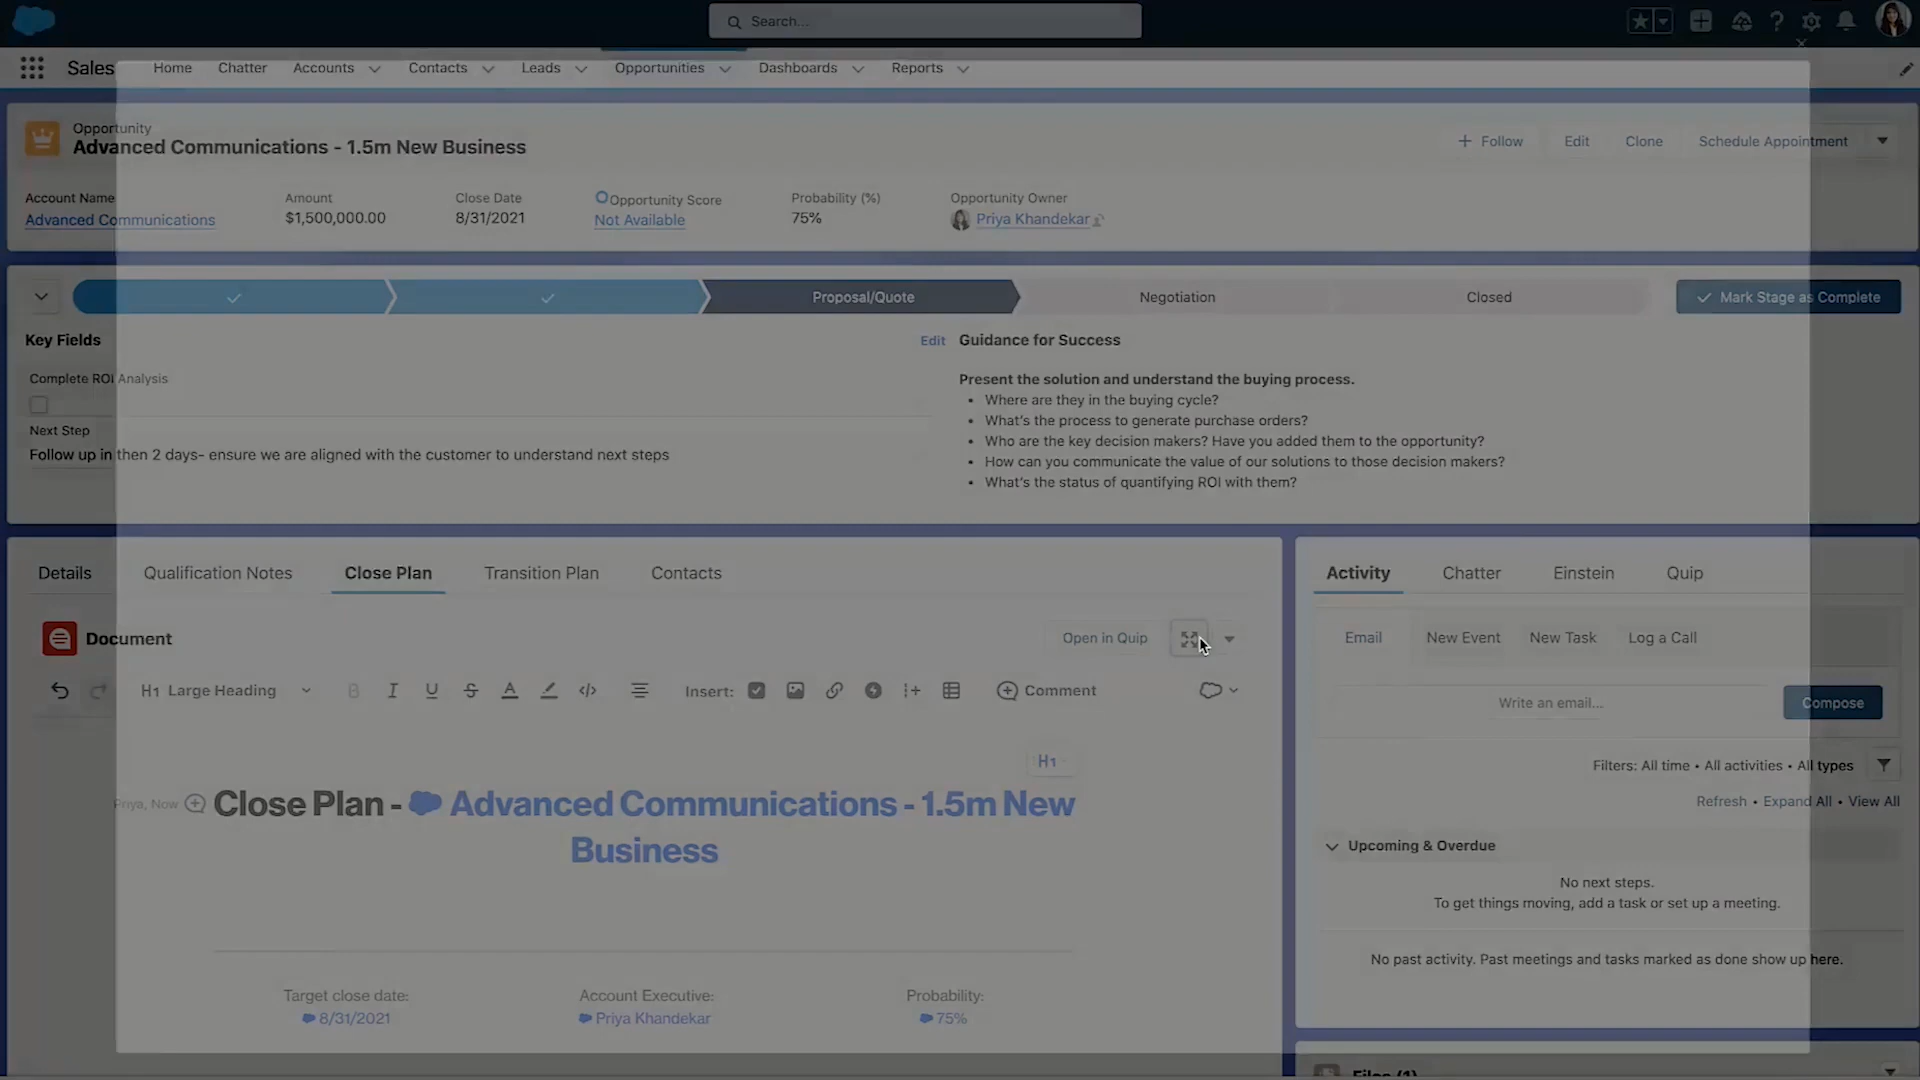 Search...
Sales Home Chatter Accounts Contacts Leads Opportunities Dashboards Reports
Opportunity
Advanced Communications - 1.5m New Business
Follow Edit Clone Schedule Appointment
Account Name Amount Close Date Opportunity Score Probability (%) Opportunity Owner
Advanced Communications $1,500,000.00 8/31/2021 Not Available 75% Priya Khandekar
Proposal/Quote Negotiation Closed Mark Stage as Complete
Key Fields Edit Guidance for Success
Complete ROI Analysis
Present the solution and understand the buying process.
• Where are they in the buying cycle?
• What's the process to generate purchase orders?
Next Step
• Who are the key decision makers? Have you added them to the opportunity?
Follow up in then 2 days- ensure we are aligned with the customer to understand next steps
• How can you communicate the value of our solutions to those decision makers?
• What's the status of quantifying ROI with them?
Details Qualification Notes Close Plan Transition Plan Contacts
Activity Chatter Einstein Quip
Document Open in Quip
Email New Event New Task Log a Call
H1 Large Heading B I U S A </> Insert: Comment
Write an email... Compose
H1
Filters: All time • All activities • All types
Refresh • Expand All • View All
Priya, Now Close Plan - Advanced Communications - 1.5m New
Business
Upcoming & Overdue
No next steps.
To get things moving, add a task or set up a meeting.
No past activity. Past meetings and tasks marked as done show up here.
Target close date: Account Executive: Probability:
8/31/2021 Priya Khandekar 75%
Files (1)